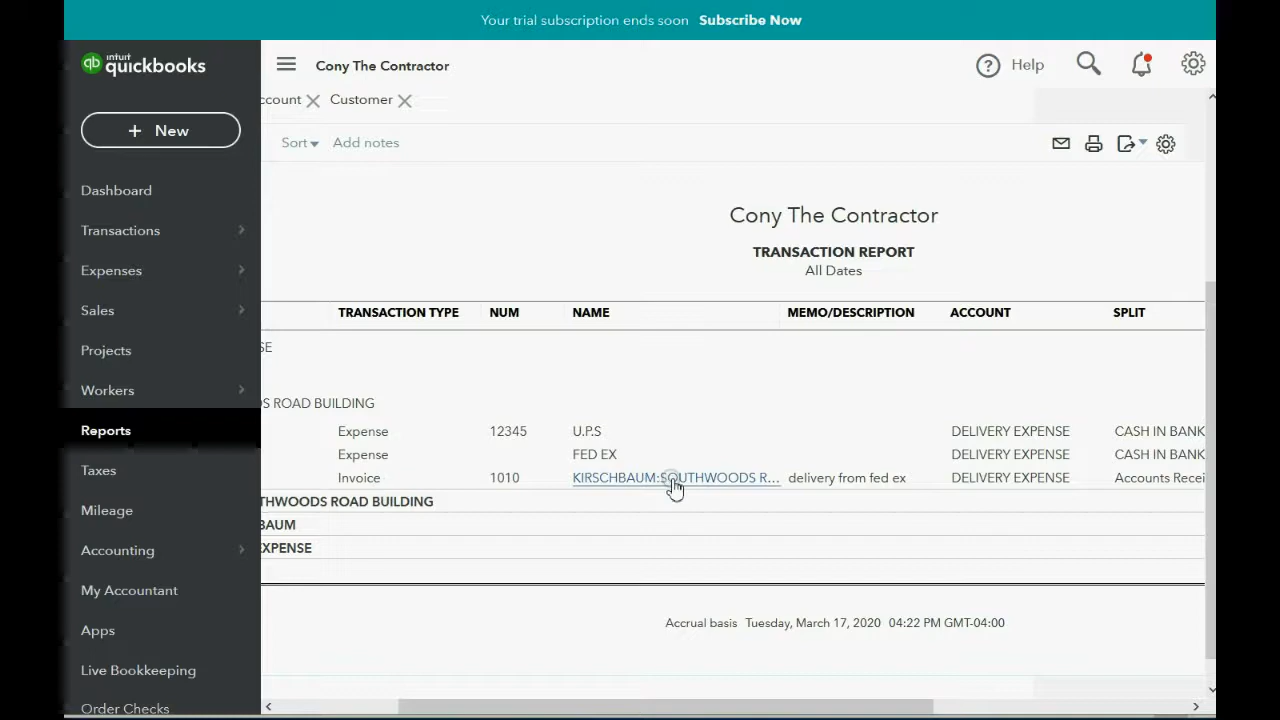 Your trial subscription ends soon Subscribe Now
intuit
qb quickbooks
Cony The Contractor
Help
+ New
Dashboard
Transactions
Expenses
Sales
Projects
Workers
Reports
Taxes
Mileage
Accounting
My Accountant
Apps
Live Bookkeeping
Order Checks
ccount Customer
Sort Add notes
Cony The Contractor
TRANSACTION REPORT
All Dates
TRANSACTION TYPE NUM NAME MEMO/DESCRIPTION ACCOUNT SPLIT
SE
DS ROAD BUILDING
Expense 12345 U.P.S DELIVERY EXPENSE CASH IN BANK
Expense FED EX DELIVERY EXPENSE CASH IN BANK
Invoice 1010 KIRSCHBAUM:SOUTHWOODS R... delivery from fed ex DELIVERY EXPENSE Accounts Recei
THWOODS ROAD BUILDING
BAUM
EXPENSE
Accrual basis Tuesday, March 17, 2020 04:22 PM GMT-04:00